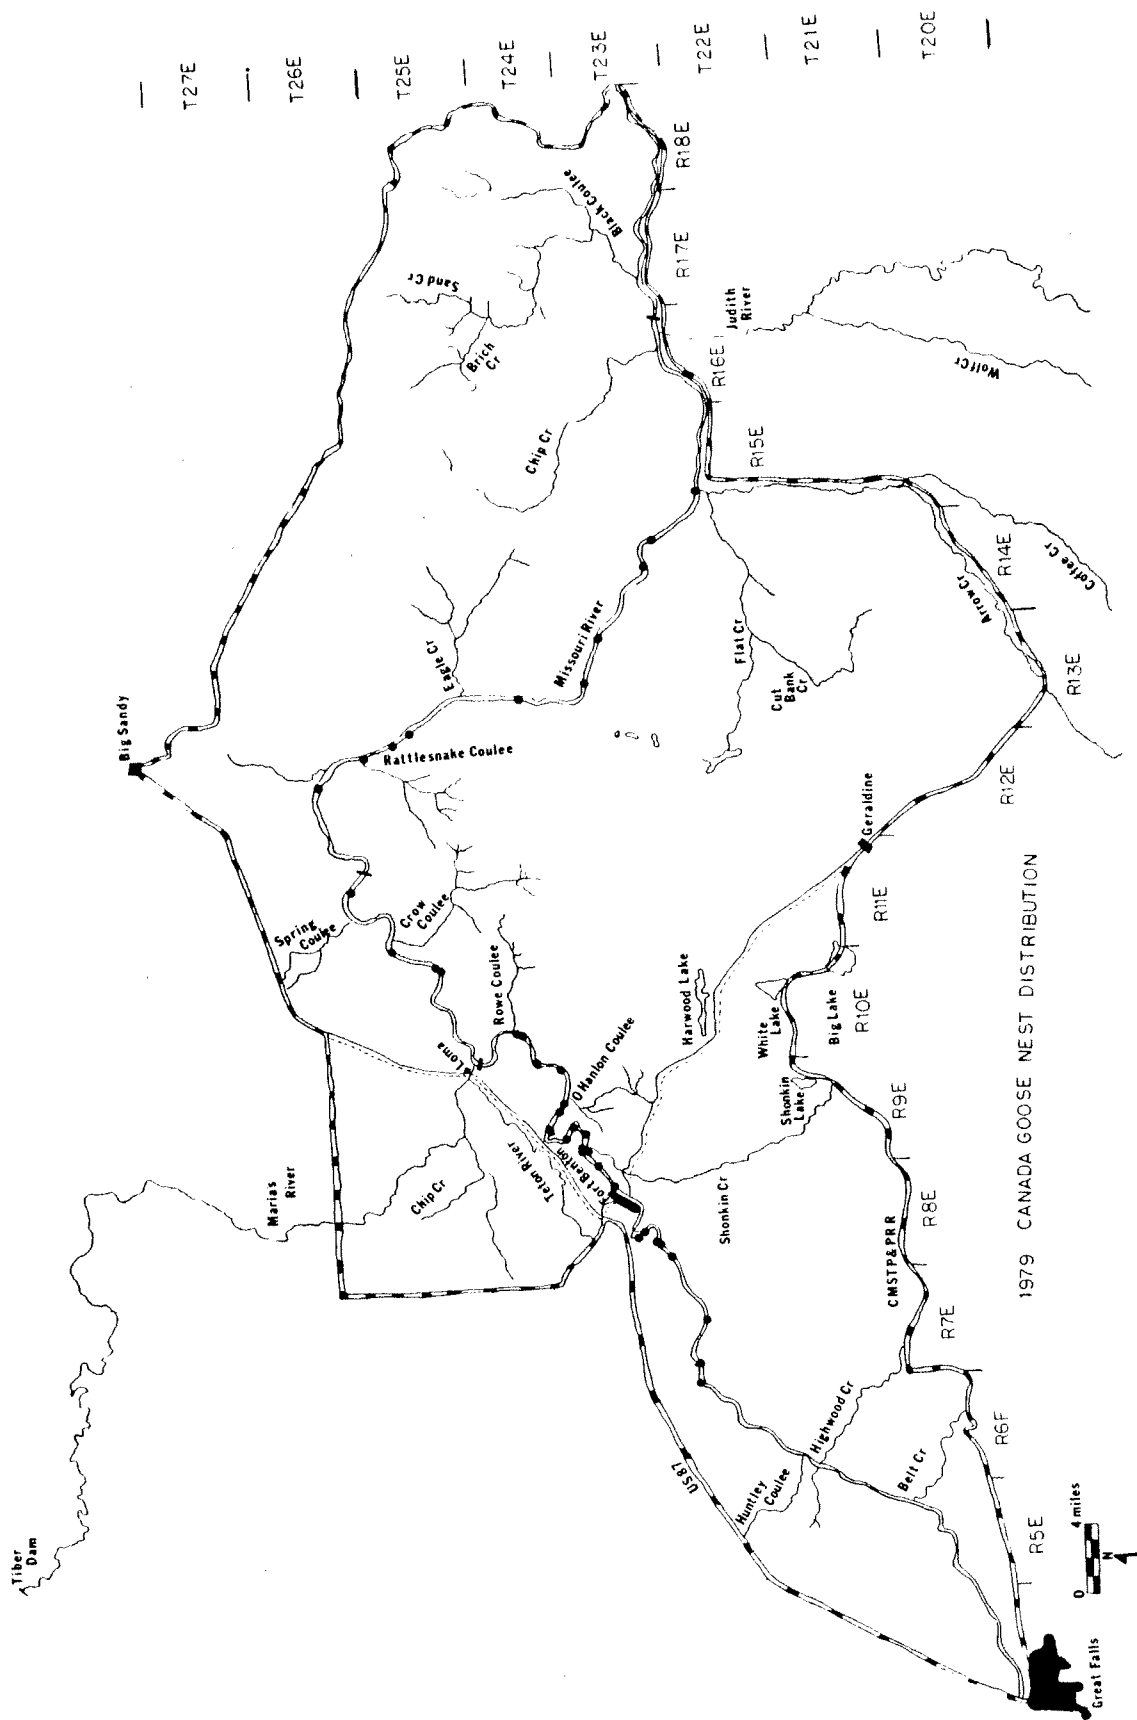 Tiber
Dam
Big Sandy
T27E
T26E
T25E
T24E
T23E
T22E
T21E
T20E
Marias
River
Chip Cr
Teton River
Loma
Spring
Coulee
Crow
Coulee
Rowe Coulee
O Hanlon Coulee
Fort Benton
Rattlesnake Coulee
Eagle Cr
Missouri River
Chip Cr
Brich
Cr
Sand Cr
Black Coulee
Judith
River
Wolf Cr
Flat Cr
Cut
Bank
Cr
Arrow Cr
Coffee Cr
Harwood Lake
White
Lake
Big Lake
Shonkin
Lake
Shonkin Cr
Geraldine
US 87
Huntley
Coulee
Highwood Cr
Belt Cr
CMSTP&PRR
Great Falls
R5E
R6F
R7E
R8E
R9E
R10E
R11E
R12E
R13E
R14E
R15E
R16E
R17E
R18E
1979 CANADA GOOSE NEST DISTRIBUTION
0 4 miles
N